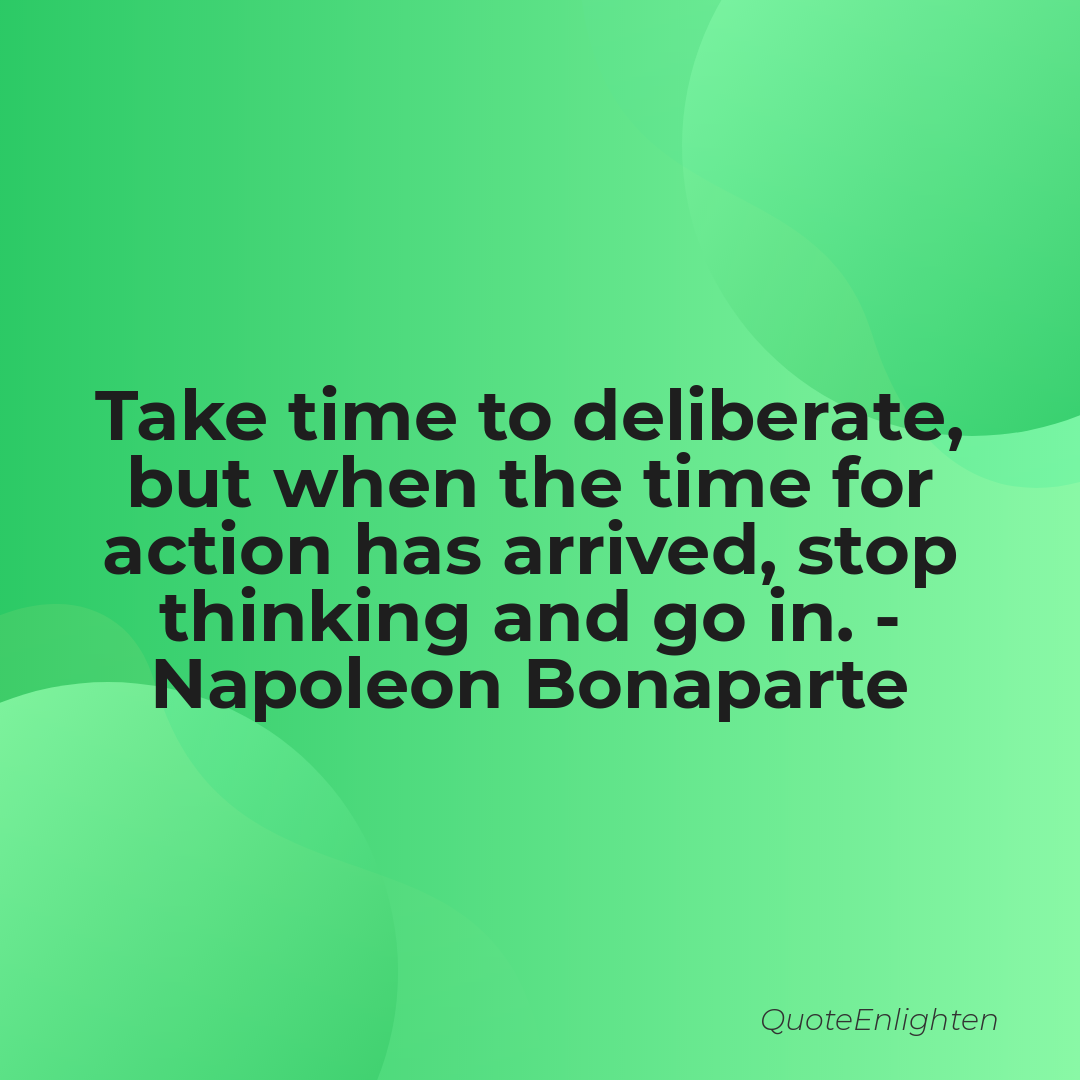 Take time to deliberate,
but when the time for
action has arrived, stop
thinking and go in. -
Napoleon Bonaparte
QuoteEnlighten